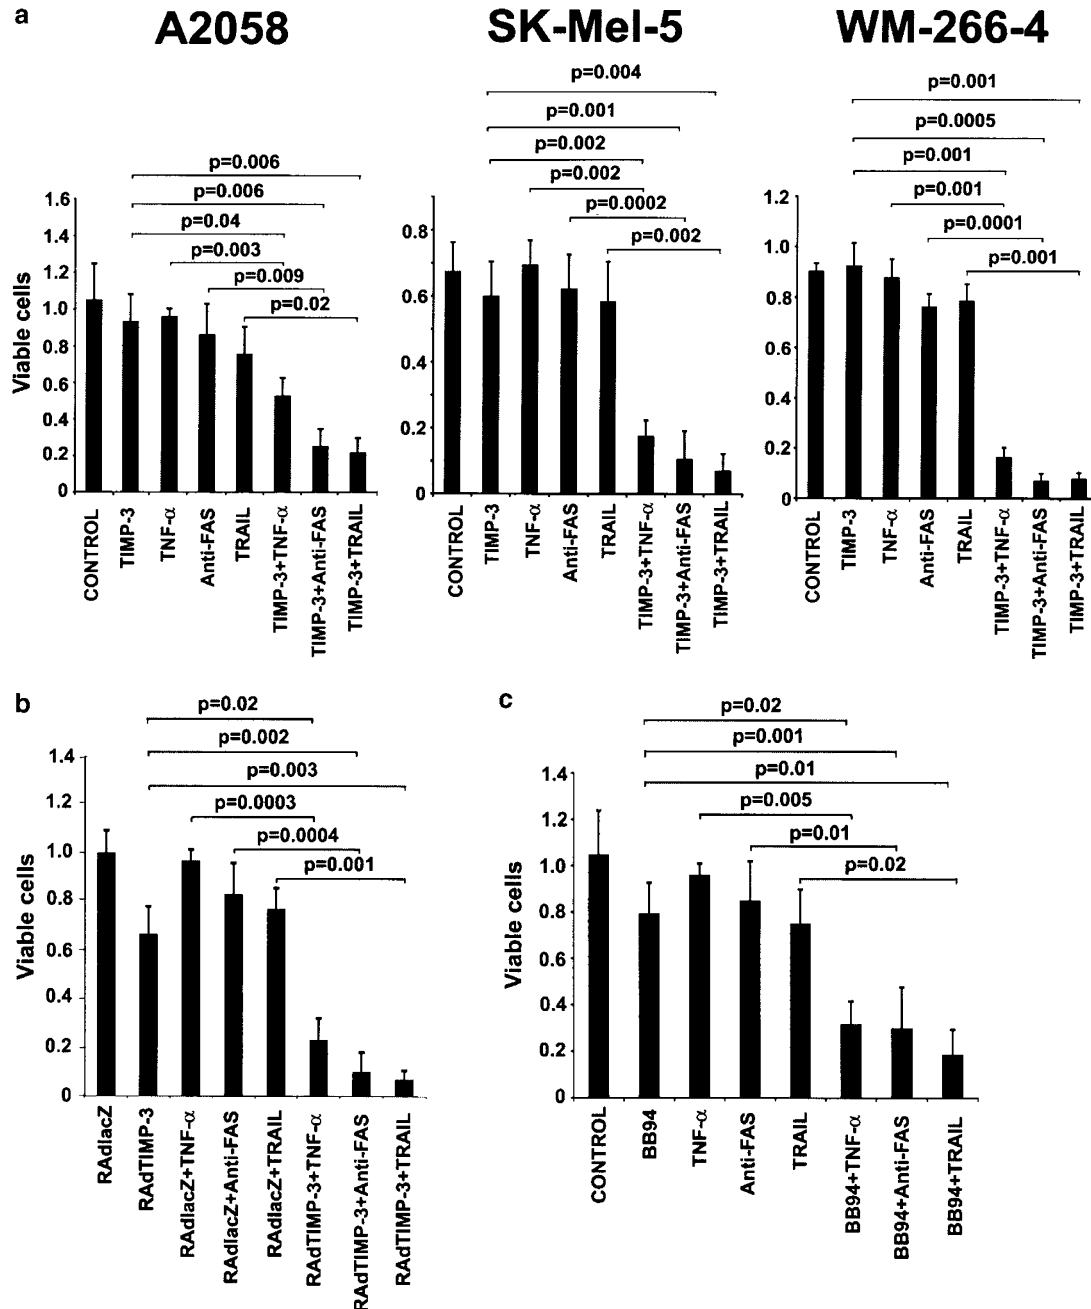 a
A2058
SK-Mel-5
WM-266-4
p=0.006
p=0.006
p=0.04
p=0.003
p=0.009
p=0.02
Viable cells
1.6
1.4
1.2
1.0
0.8
0.6
0.4
0.2
0
CONTROL
TIMP-3
TNF-α
Anti-FAS
TRAIL
TIMP-3+TNF-α
TIMP-3+Anti-FAS
TIMP-3+TRAIL
p=0.004
p=0.001
p=0.002
p=0.002
p=0.0002
p=0.002
0.8
0.6
0.4
0.2
0
CONTROL
TIMP-3
TNF-α
Anti-FAS
TRAIL
TIMP-3+TNF-α
TIMP-3+Anti-FAS
TIMP-3+TRAIL
p=0.001
p=0.0005
p=0.001
p=0.001
p=0.0001
p=0.001
1.2
1.0
0.8
0.6
0.4
0.2
0
CONTROL
TIMP-3
TNF-α
Anti-FAS
TRAIL
TIMP-3+TNF-α
TIMP-3+Anti-FAS
TIMP-3+TRAIL
b
p=0.02
p=0.002
p=0.003
p=0.0003
p=0.0004
p=0.001
Viable cells
1.4
1.2
1.0
0.8
0.6
0.4
0.2
0
RAdlacZ
RAdTIMP-3
RAdlacZ+TNF-α
RAdlacZ+Anti-FAS
RAdlacZ+TRAIL
RAdTIMP-3+TNF-α
RAdTIMP-3+Anti-FAS
RAdTIMP-3+TRAIL
c
p=0.02
p=0.001
p=0.01
p=0.005
p=0.01
p=0.02
Viable cells
1.4
1.2
1.0
0.8
0.6
0.4
0.2
0
CONTROL
BB94
TNF-α
Anti-FAS
TRAIL
BB94+TNF-α
BB94+Anti-FAS
BB94+TRAIL